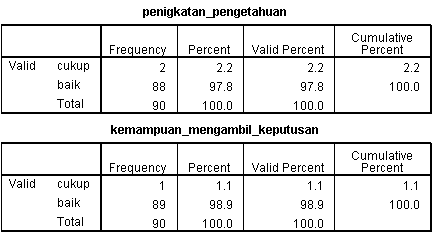 penigkatan_pengetahuan
Frequency Percent Valid Percent Cumulative Percent
Valid cukup 2 2.2 2.2 2.2
baik 88 97.8 97.8 100.0
Total 90 100.0 100.0
kemampuan_mengambil_keputusan
Frequency Percent Valid Percent Cumulative Percent
Valid cukup 1 1.1 1.1 1.1
baik 89 98.9 98.9 100.0
Total 90 100.0 100.0